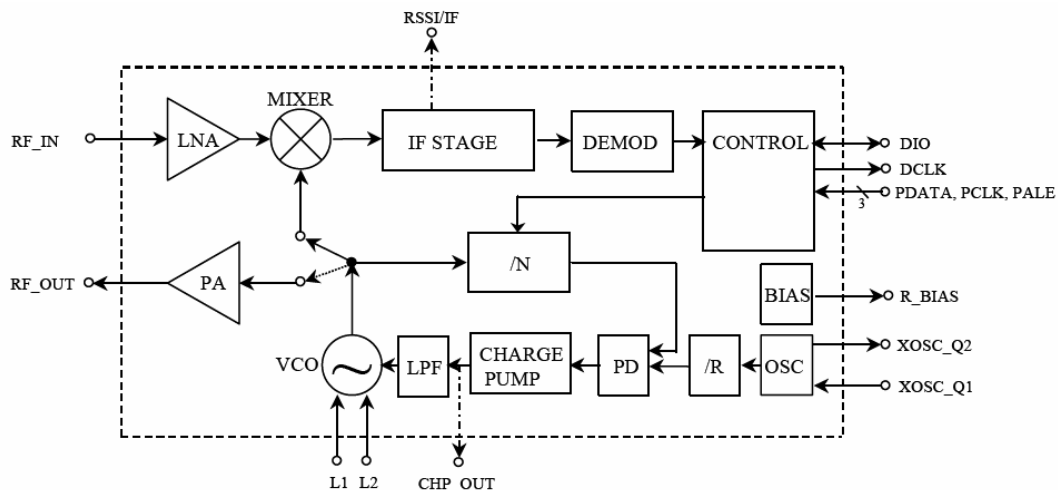 RSSI/IF
MIXER
RF_IN
LNA
IF STAGE
DEMOD
CONTROL
DIO
DCLK
3
PDATA, PCLK, PALE
RF_OUT
PA
/N
BIAS
R_BIAS
VCO
~
LPF
CHARGE
PUMP
PD
/R
OSC
XOSC_Q2
XOSC_Q1
L1
L2
CHP_OUT